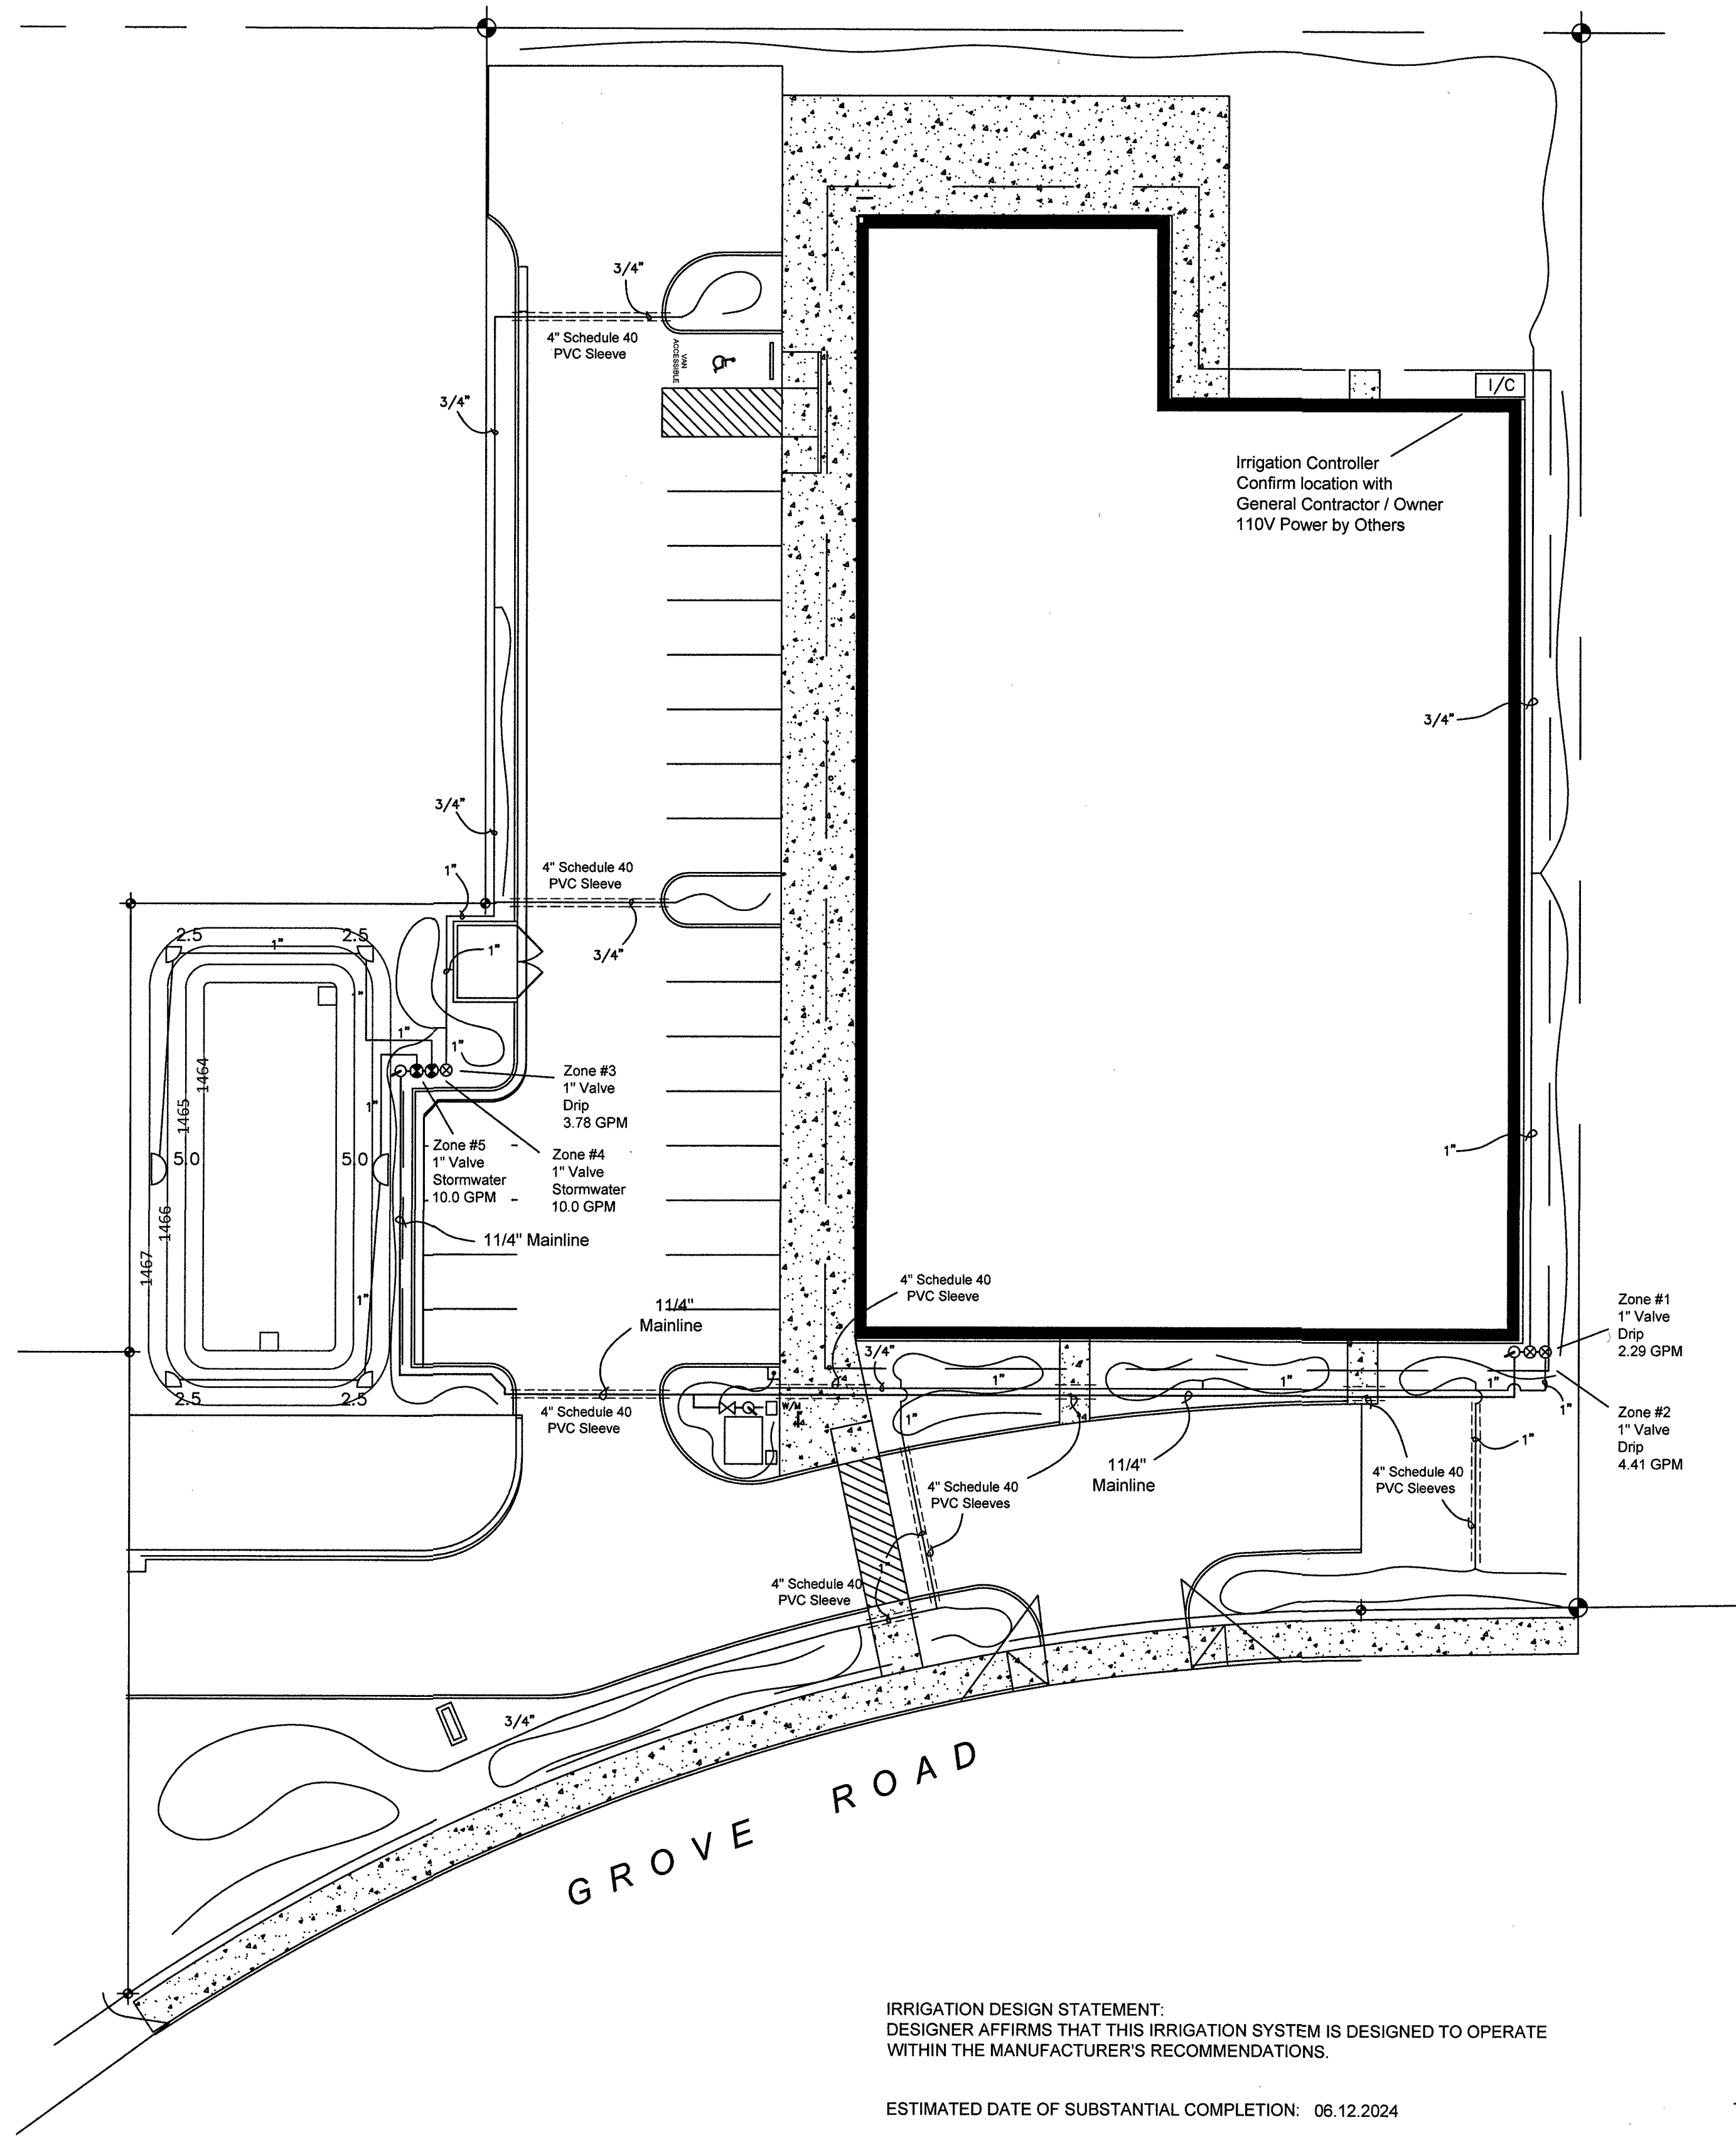 3/4"
4" Schedule 40
PVC Sleeve
VAN
ACCESSIBLE
I/C
3/4"
Irrigation Controller
Confirm location with
General Contractor / Owner
110V Power by Others
3/4"
3/4"
1"
4" Schedule 40
PVC Sleeve
3/4"
2.5
1"
2.5
1"
1"
1"
1"
1464
1465
1466
1467
1"
5.0
5.0
1"
2.5
2.5
Zone #3
1" Valve
Drip
3.78 GPM
Zone #5
1" Valve
Stormwater
10.0 GPM
Zone #4
1" Valve
Stormwater
10.0 GPM
11/4" Mainline
1"
4" Schedule 40
PVC Sleeve
11/4"
Mainline
Zone #1
1" Valve
Drip
2.29 GPM
3/4"
1"
1"
1"
1"
1"
W/M
4" Schedule 40
PVC Sleeve
Zone #2
1" Valve
Drip
4.41 GPM
1"
11/4"
Mainline
4" Schedule 40
PVC Sleeves
4" Schedule 40
PVC Sleeves
1"
4" Schedule 40
PVC Sleeve
3/4"
GROVE ROAD
IRRIGATION DESIGN STATEMENT:
DESIGNER AFFIRMS THAT THIS IRRIGATION SYSTEM IS DESIGNED TO OPERATE
WITHIN THE MANUFACTURER'S RECOMMENDATIONS.
ESTIMATED DATE OF SUBSTANTIAL COMPLETION: 06.12.2024